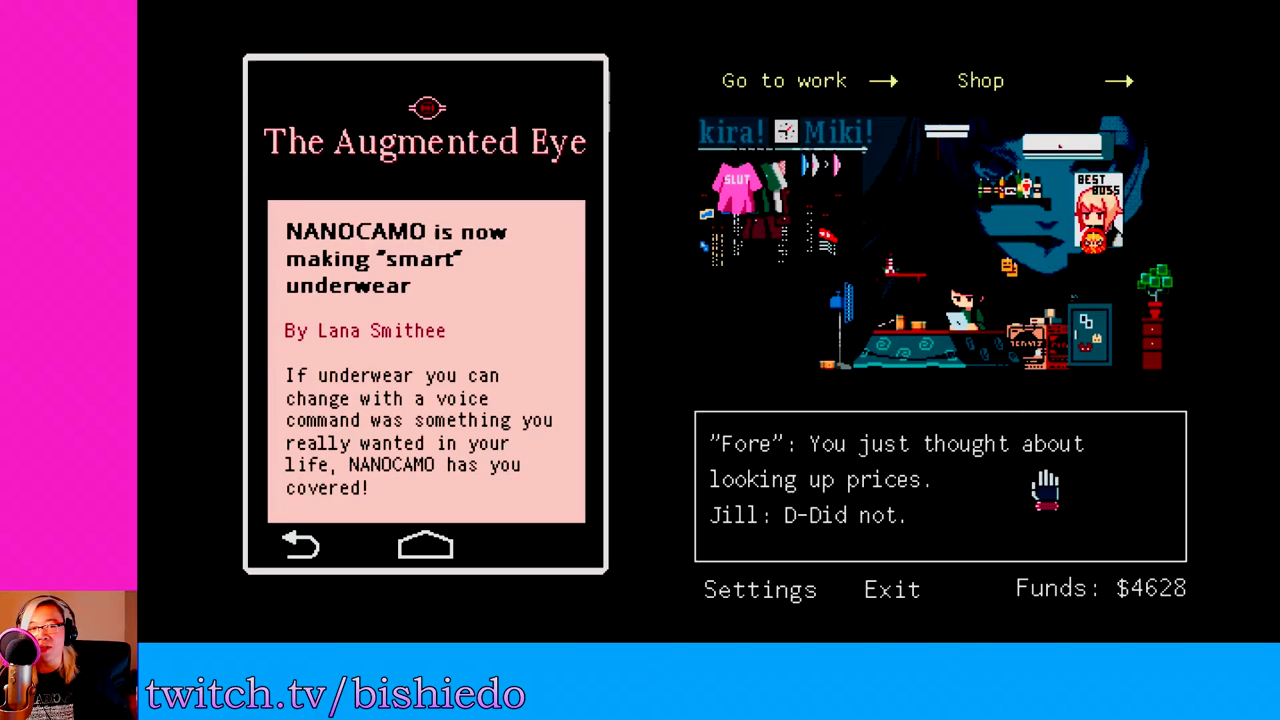 The Augmented Eye
NANOCAMO is now
making "smart"
underwear
By Lana Smithee
If underwear you can
change with a voice
command was something you
really wanted in your
life, NANOCAMO has you
covered!
Go to work
Shop
kira! Miki!
SLUT
BEST
BOSS
"Fore": You just thought about
looking up prices.
Jill: D-Did not.
Settings
Exit
Funds: $4628
twitch.tv/bishiedo